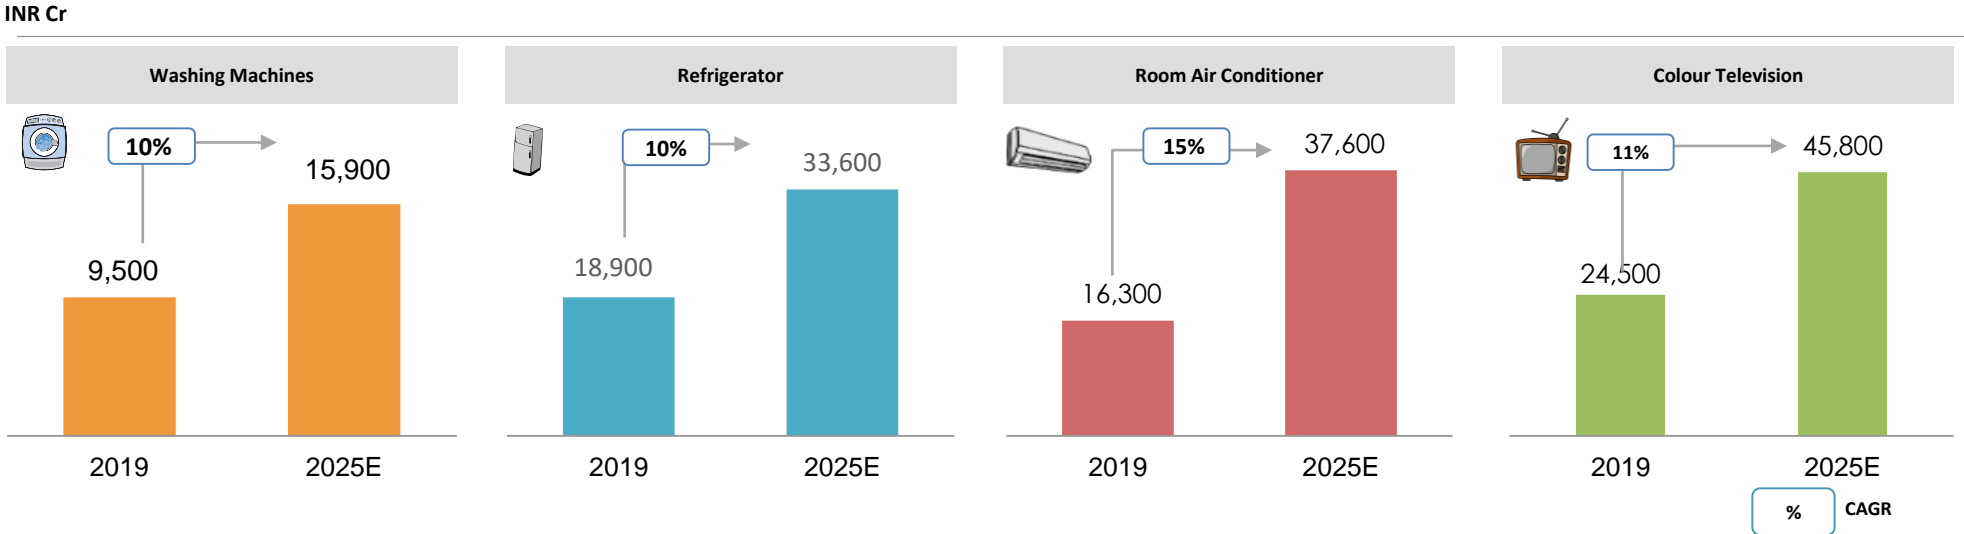 INR Cr
Washing Machines
10%
15,900
9,500
2019 2025E
Refrigerator
10%
33,600
18,900
2019 2025E
Room Air Conditioner
15%
37,600
16,300
2019 2025E
Colour Television
11%
45,800
24,500
2019 2025E
% CAGR